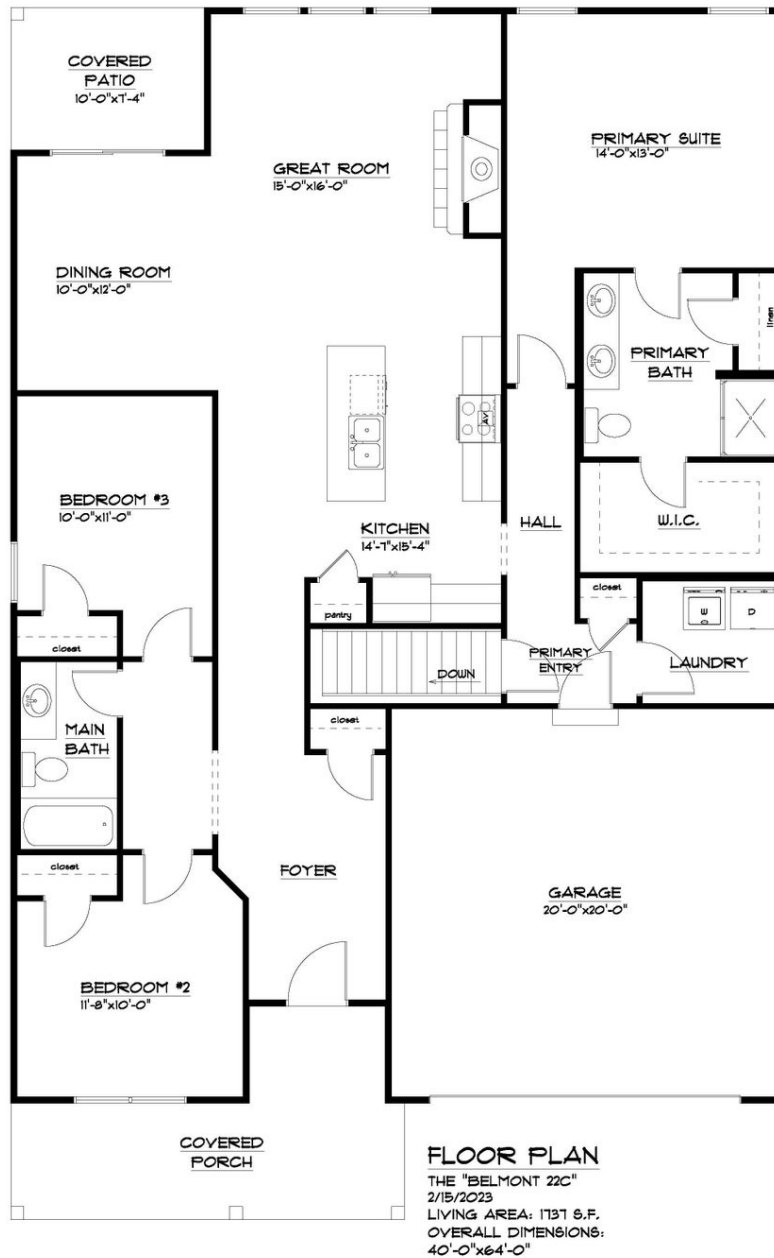 COVERED
PATIO
10'-0"x7'-4"
GREAT ROOM
15'-0"x16'-0"
PRIMARY SUITE
14'-0"x13'-0"
DINING ROOM
10'-0"x12'-0"
linen
PRIMARY
BATH
AV
BEDROOM #3
10'-0"x11'-0"
KITCHEN
14'-7"x15'-4"
HALL
W.I.C.
closet
pantry
closet
W
D
LAUNDRY
PRIMARY
ENTRY
DOWN
MAIN
BATH
closet
closet
FOYER
GARAGE
20'-0"x20'-0"
BEDROOM #2
11'-8"x10'-0"
COVERED
PORCH
FLOOR PLAN
THE "BELMONT 22C"
2/15/2023
LIVING AREA: 1737 S.F.
OVERALL DIMENSIONS:
40'-0"x64'-0"